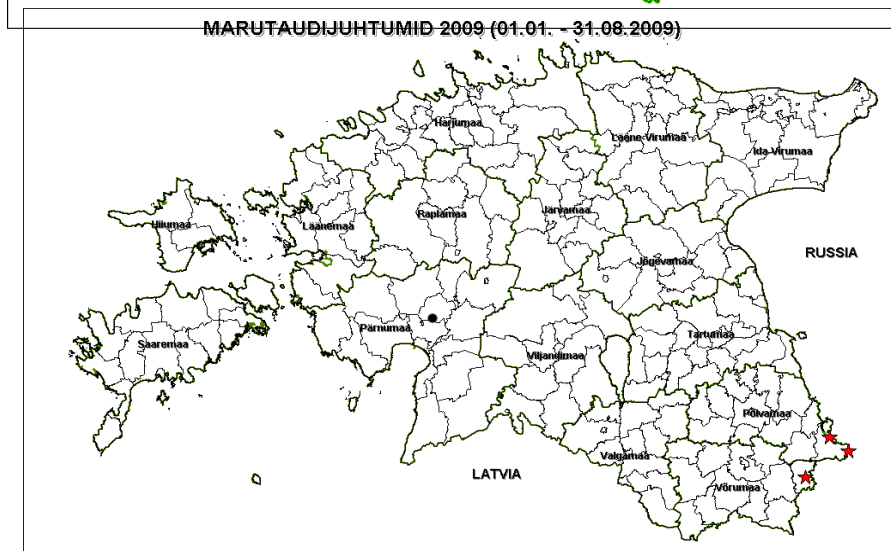 MARUTAUDIJUHTUMID 2009 (01.01. - 31.08.2009)
Harjumaa
Lääne-Virumaa
Ida-Virumaa
Hiiumaa
Läänemaa
Raplamaa
Järvamaa
RUSSIA
Jõgevamaa
Saaremaa
Pärnumaa
Viljandimaa
Tartumaa
Põlvamaa
Valgamaa
LATVIA
Võrumaa